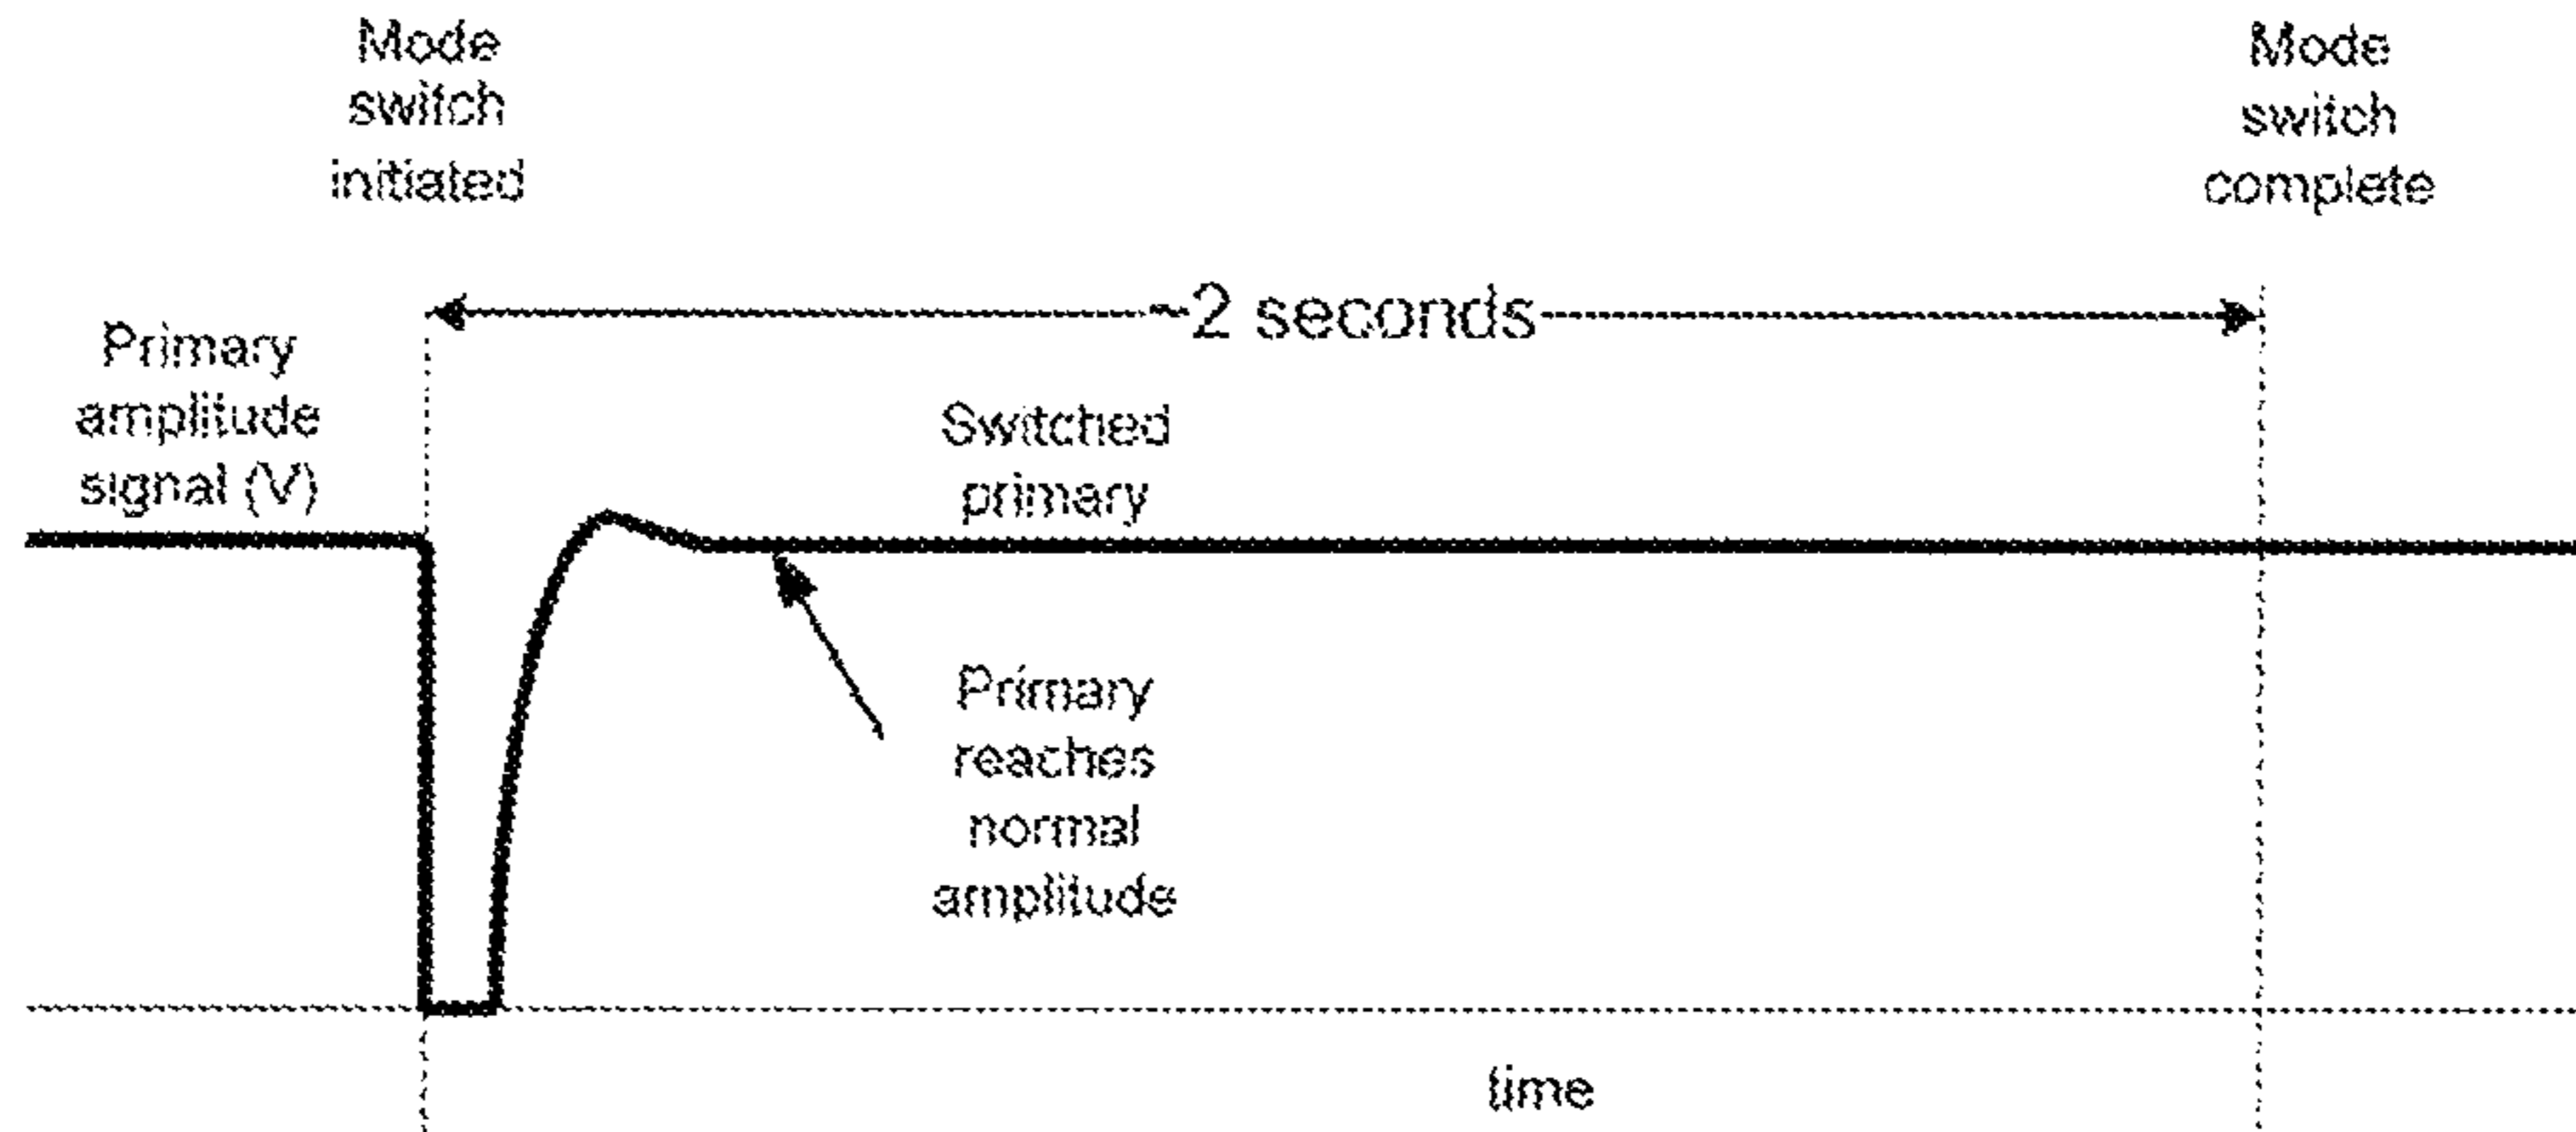 Mode
switch
initiated
Mode
switch
complete
~2 seconds
Primary
amplitude
signal (V)
Switched
primary
Primary
reaches
normal
amplitude
time